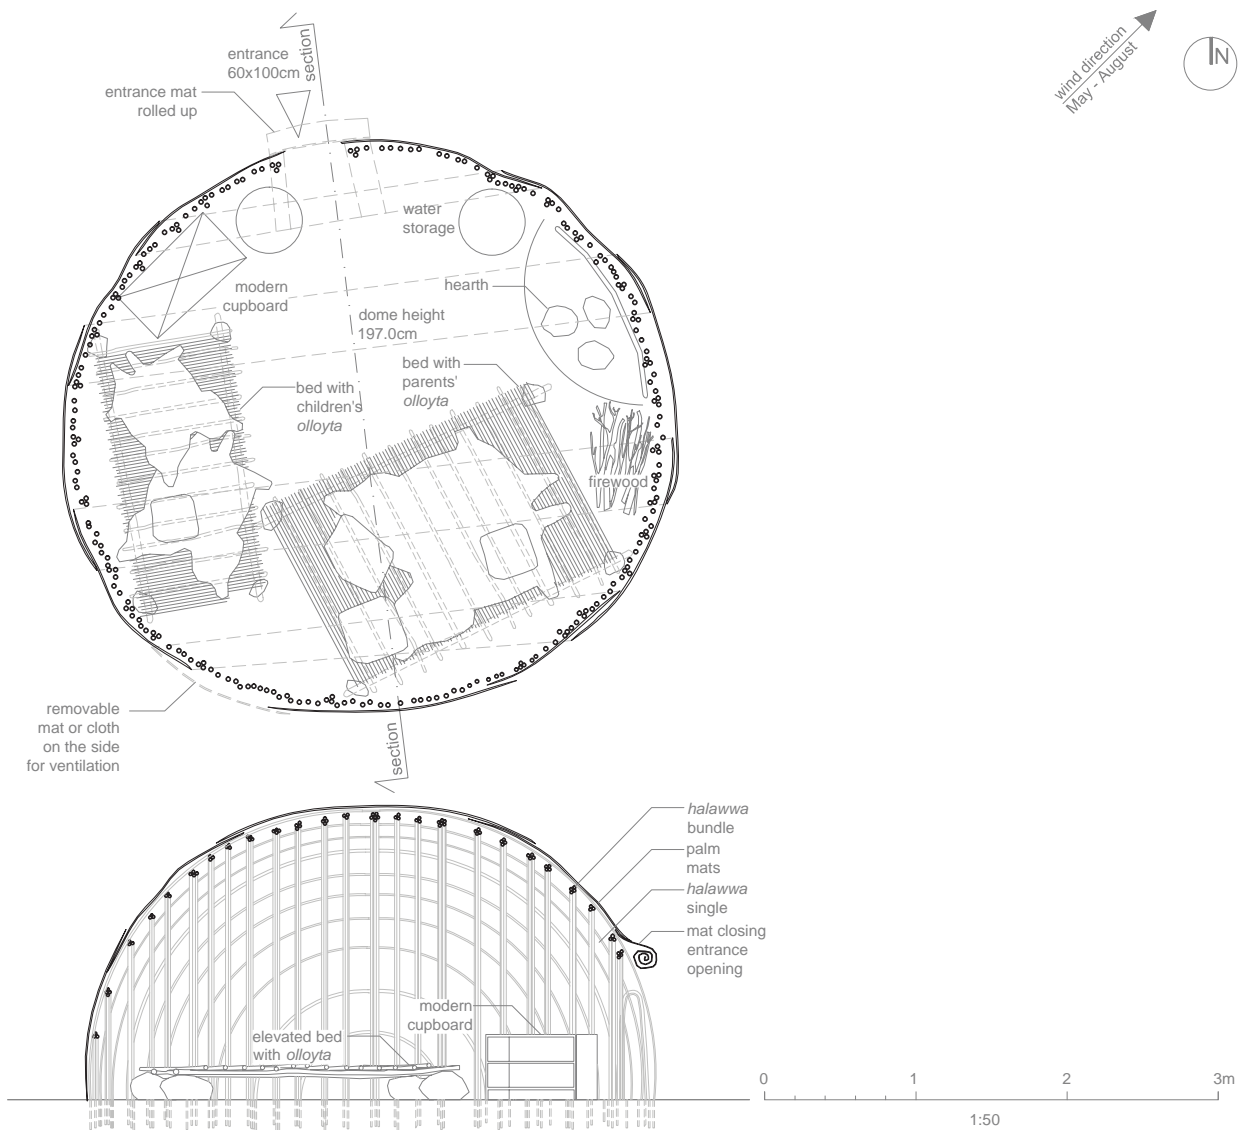 entrance
60x100cm
section
entrance mat
rolled up
wind direction
May - August
N
water
storage
modern
cupboard
hearth
dome height
197.0cm
bed with
parents'
olloyta
bed with
children's
olloyta
firewood
removable
mat or cloth
on the side
for ventilation
section
halawwa
bundle
palm
mats
halawwa
single
mat closing
entrance
opening
modern
cupboard
elevated bed
with olloyta
0 1 2 3m
1:50